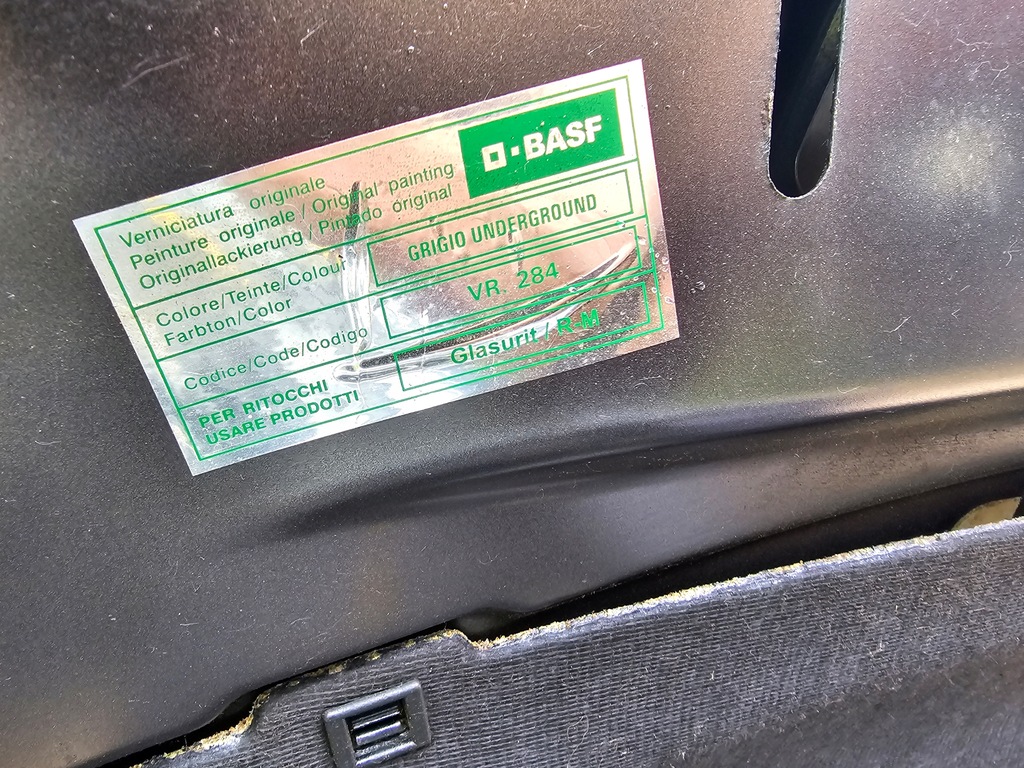 BASF
Verniciatura originale
Peinture originale / Original painting
Originallackierung / Pintado original
Colore/Teinte/Colour
Farbton/Color
GRIGIO UNDERGROUND
Codice/Code/Codigo
VR. 284
PER RITOCCHI
USARE PRODOTTI
Glasurit / R-M